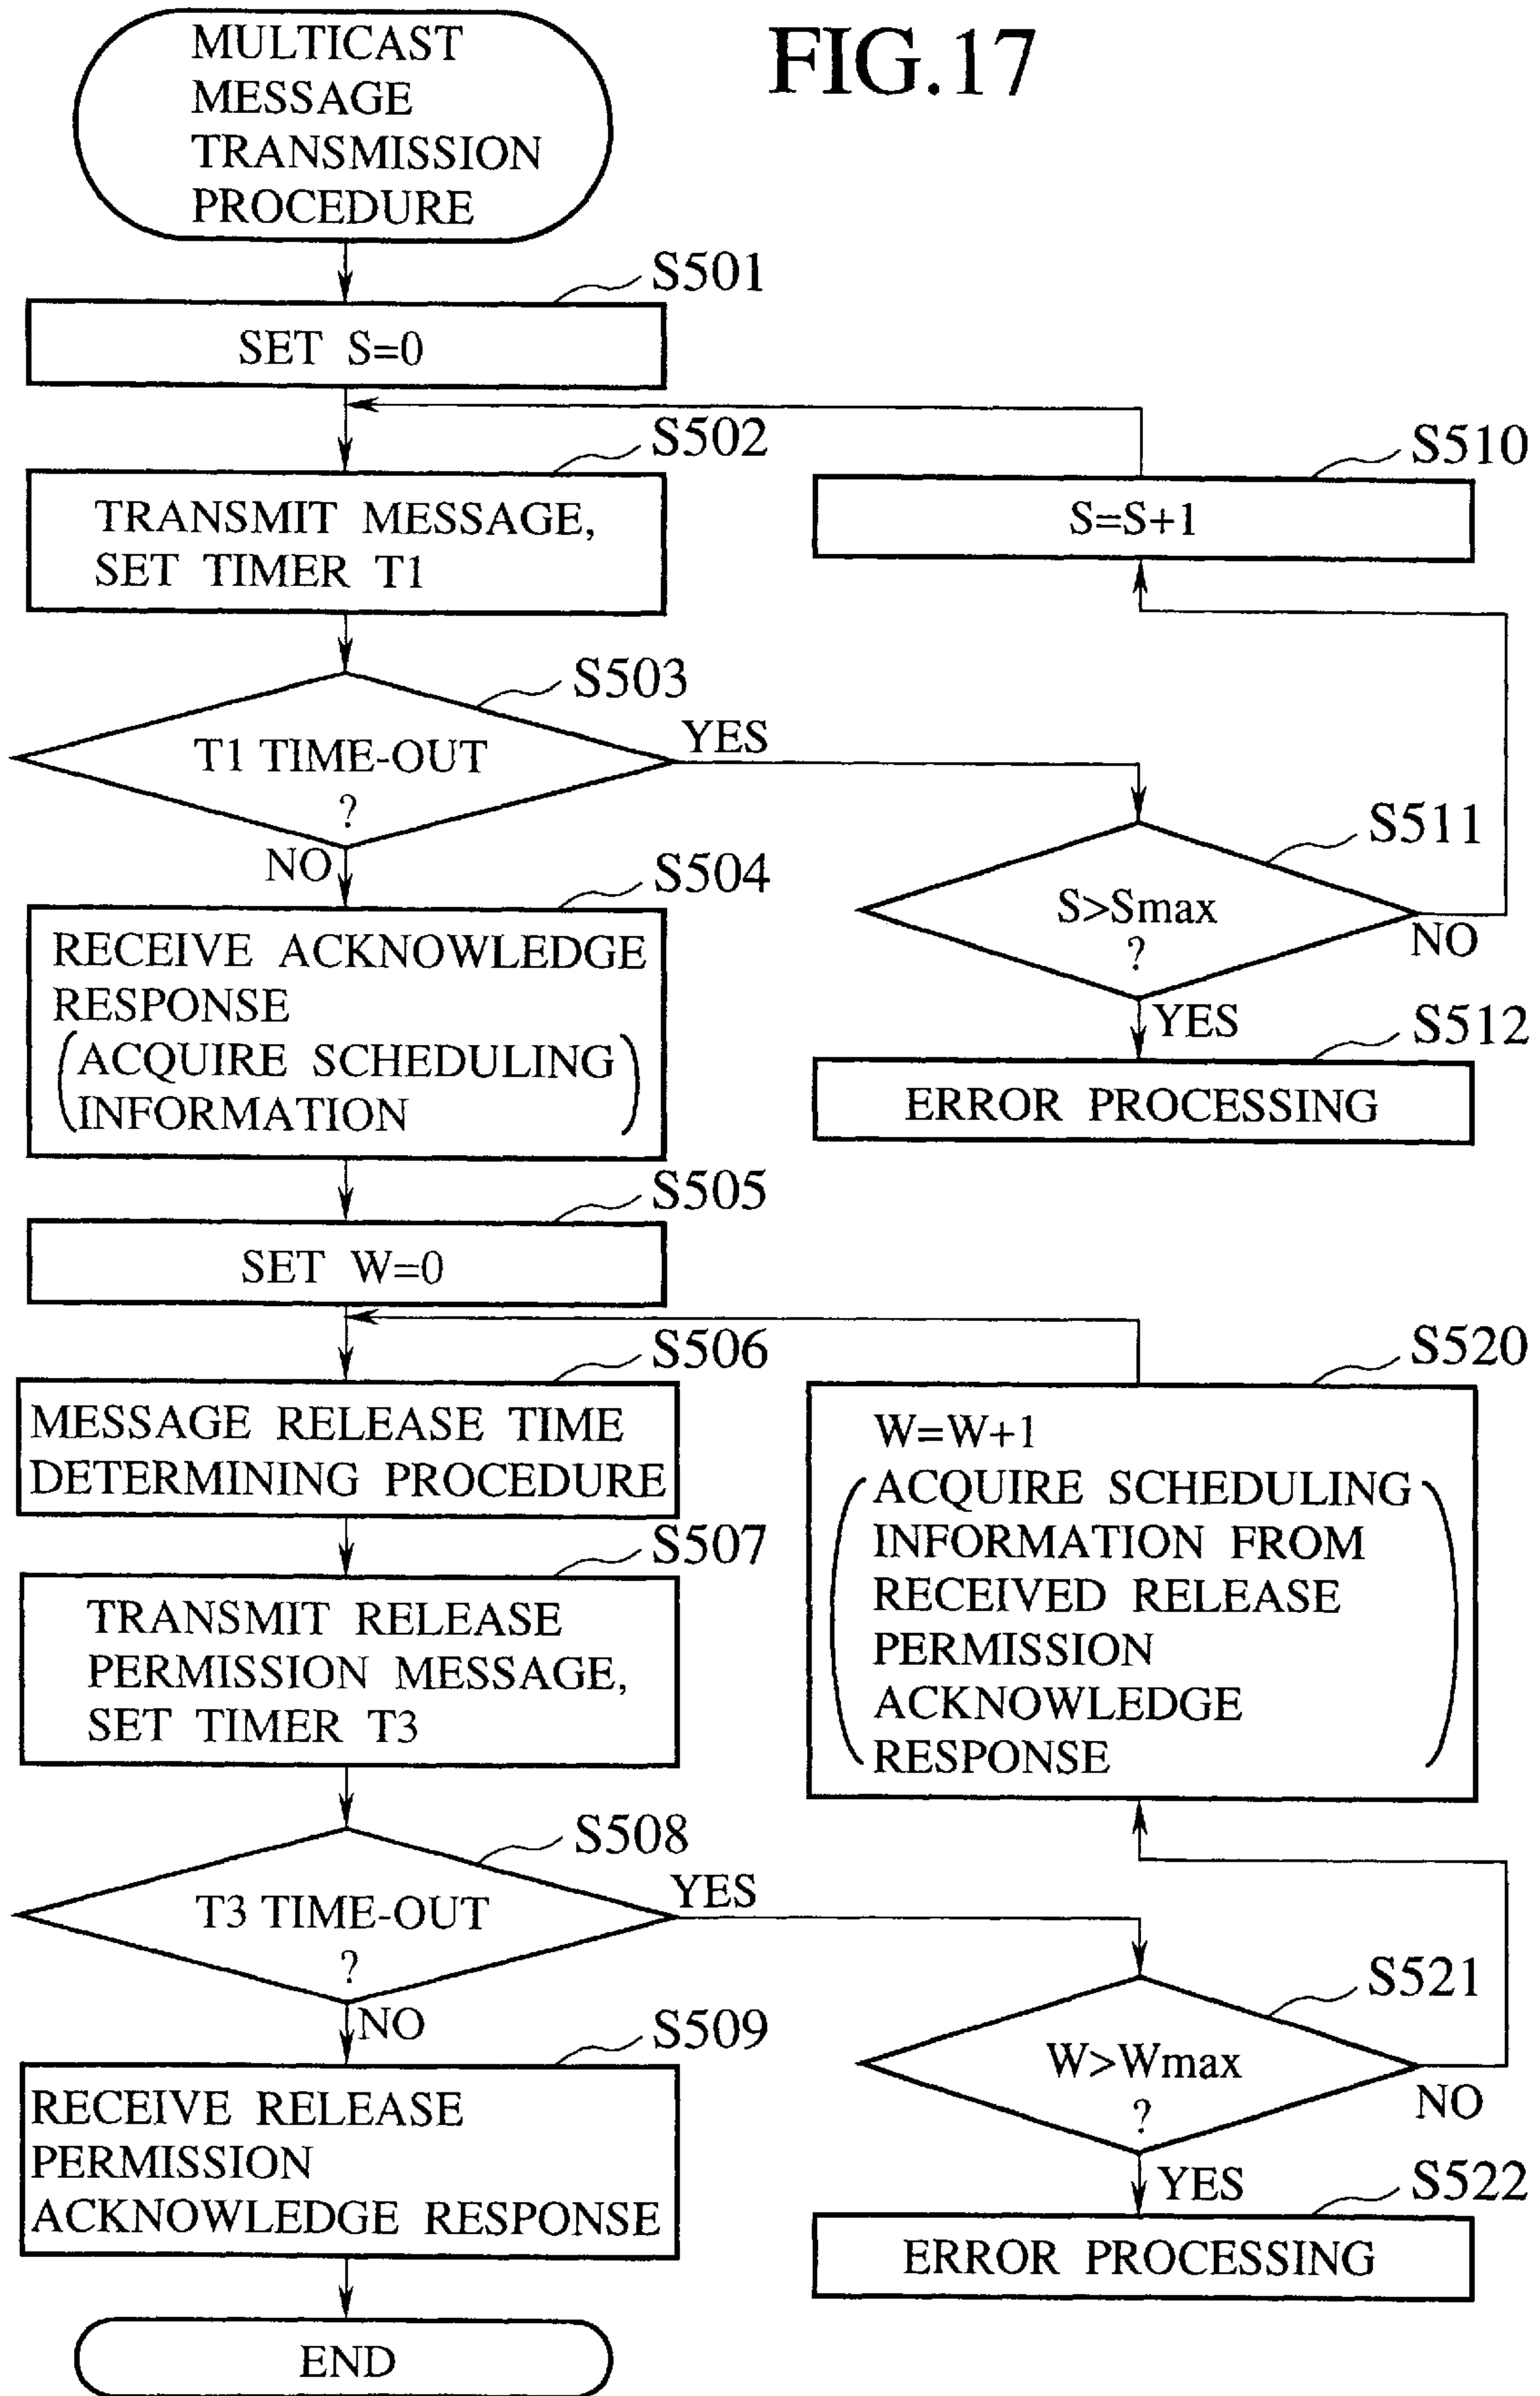 FIG.17
MULTICAST
MESSAGE
TRANSMISSION
PROCEDURE
S501
SET S=0
S502
TRANSMIT MESSAGE,
SET TIMER T1
S510
S=S+1
S503
T1 TIME-OUT
?
YES
NO
S511
S>Smax
?
NO
YES
S504
RECEIVE ACKNOWLEDGE
RESPONSE
(ACQUIRE SCHEDULING
INFORMATION)
S512
ERROR PROCESSING
S505
SET W=0
S506
MESSAGE RELEASE TIME
DETERMINING PROCEDURE
S520
W=W+1
(ACQUIRE SCHEDULING
INFORMATION FROM
RECEIVED RELEASE
PERMISSION
ACKNOWLEDGE
RESPONSE)
S507
TRANSMIT RELEASE
PERMISSION MESSAGE,
SET TIMER T3
S508
T3 TIME-OUT
?
YES
NO
S521
W>Wmax
?
NO
YES
S509
RECEIVE RELEASE
PERMISSION
ACKNOWLEDGE RESPONSE
S522
ERROR PROCESSING
END